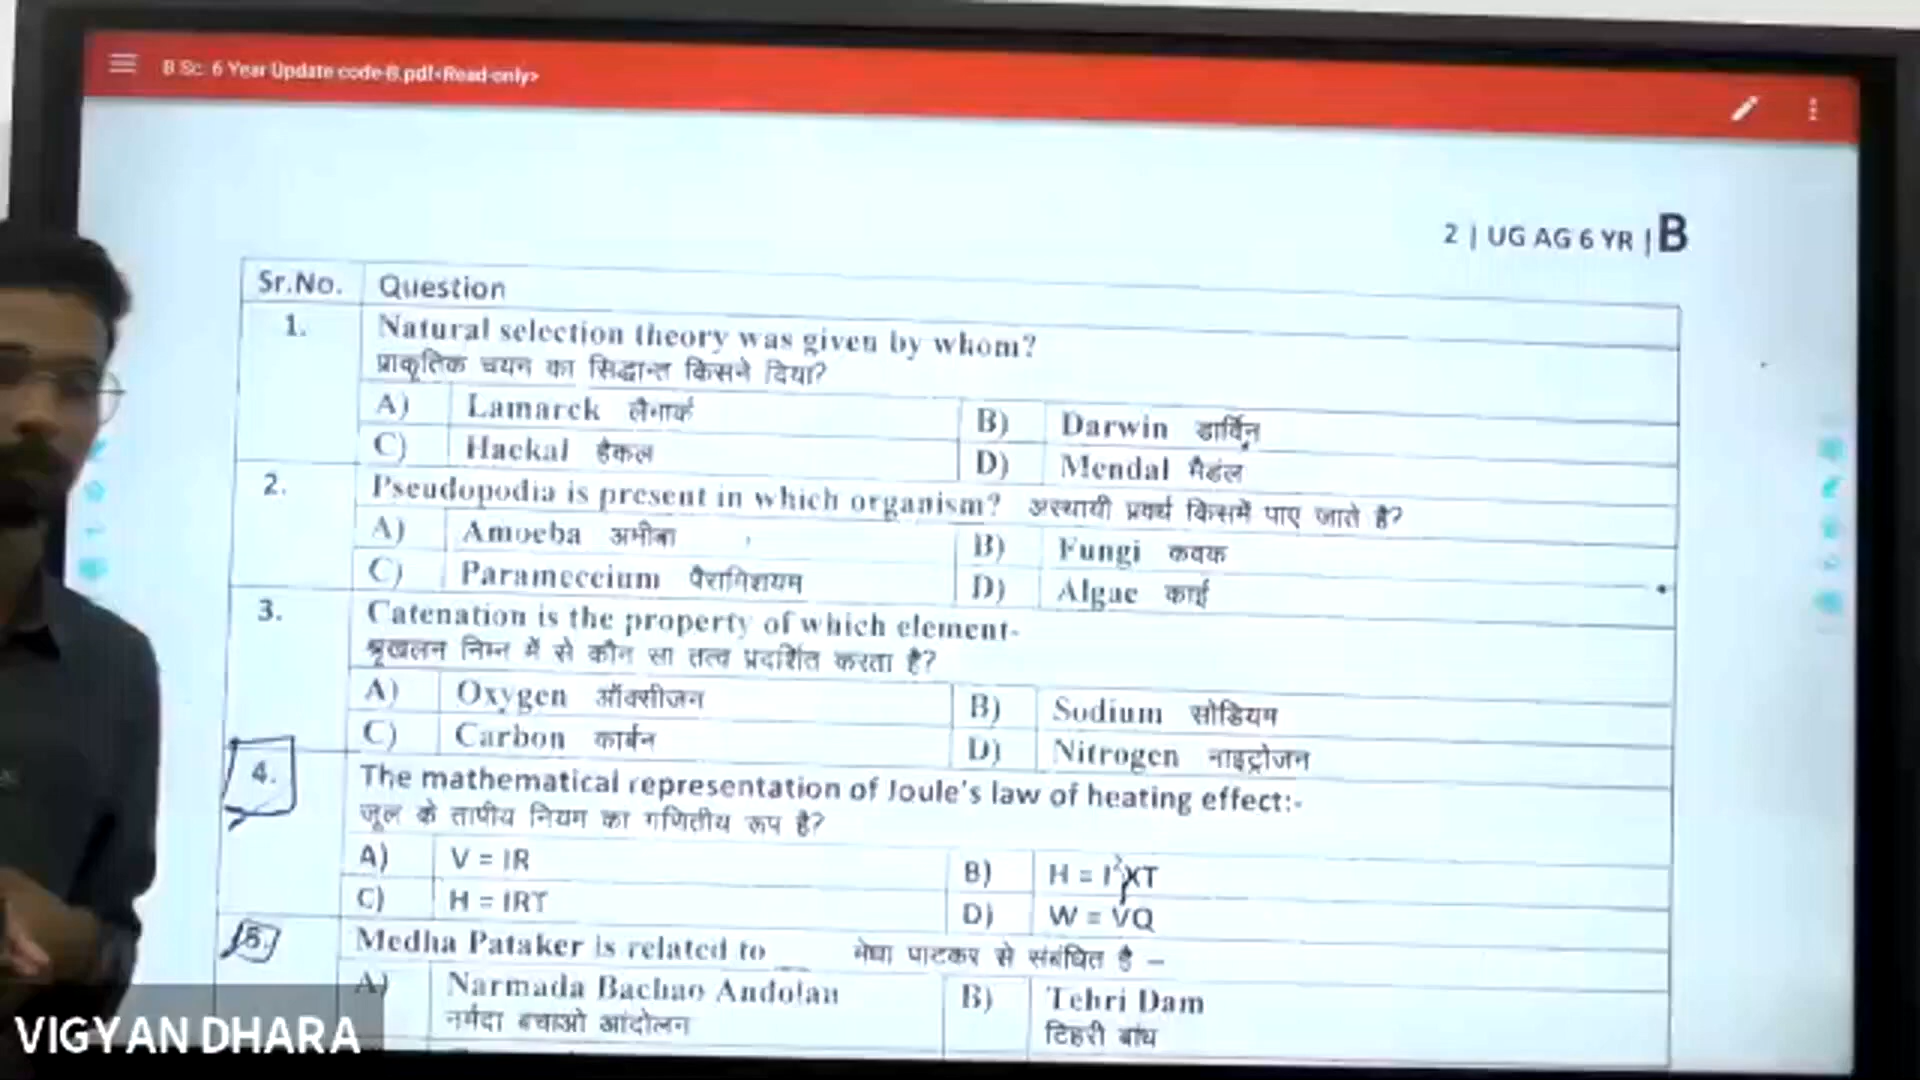 B Sc. 6 Year Update code-B.pdf<Read-only>
2 | UG AG 6 YR | B
Sr.No. Question
1. Natural selection theory was given by whom?
प्राकृतिक चयन का सिद्धान्त किसने दिया?
A) Lamarck लैमार्क B) Darwin डार्विन
C) Hackal हैकल D) Mendal मैडंल
2. Pseudopodia is present in which organism? अस्थायी प्रवर्ध किसमें पाए जाते है?
A) Amoeba अमीबा B) Fungi कवक
C) Parameccium पैरामिशयम D) Algae काई
3. Catenation is the property of which element-
श्रृखलन निम्न में से कौन सा तत्व प्रदर्शित करता है?
A) Oxygen ऑक्सीजन B) Sodium सोडियम
C) Carbon कार्बन D) Nitrogen नाइट्रोजन
4. The mathematical representation of Joule's law of heating effect:-
जूल के तापीय नियम का गणितीय रूप है?
A) V = IR B) H = I²XT
C) H = IRT D) W = VQ
5. Medha Pataker is related to __ मेघा पाटकर से संबंधित है –
A) Narmada Bachao Andolan B) Tehri Dam
नर्मदा बचाओ आंदोलन टिहरी बांध
VIGYAN DHARA